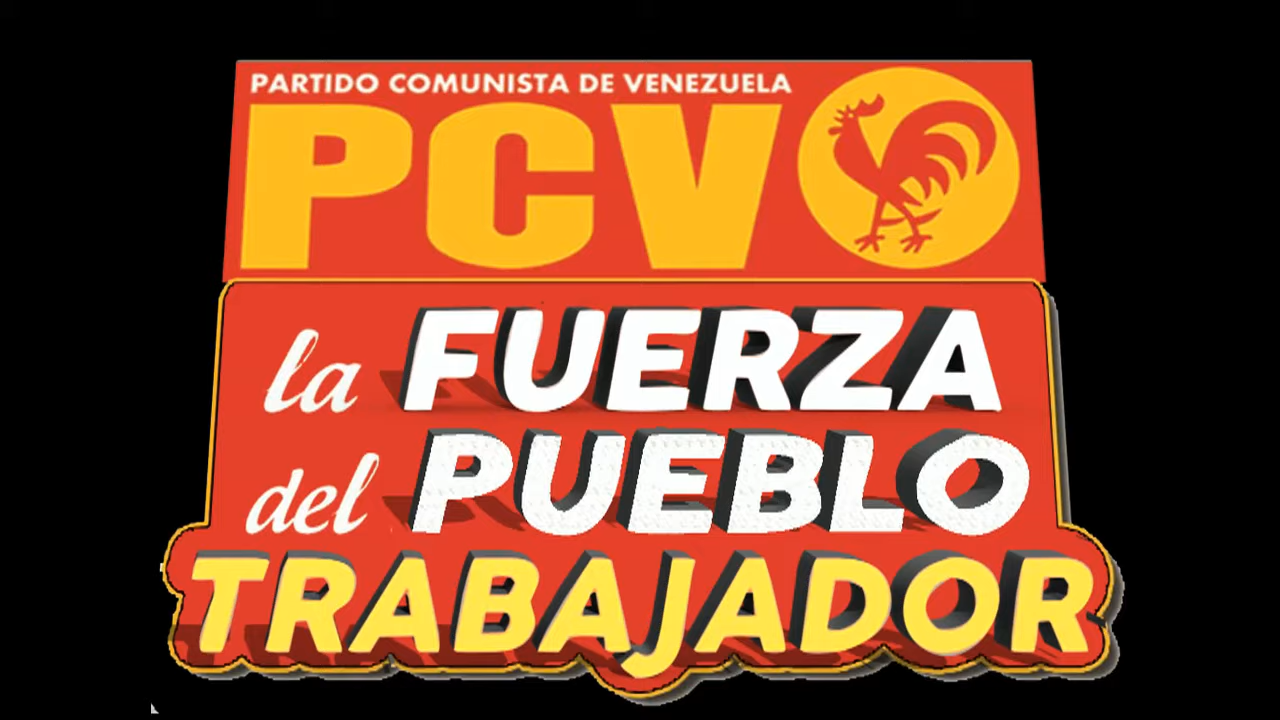 PARTIDO COMUNISTA DE VENEZUELA
PCV
la FUERZA
del PUEBLO
TRABAJADOR